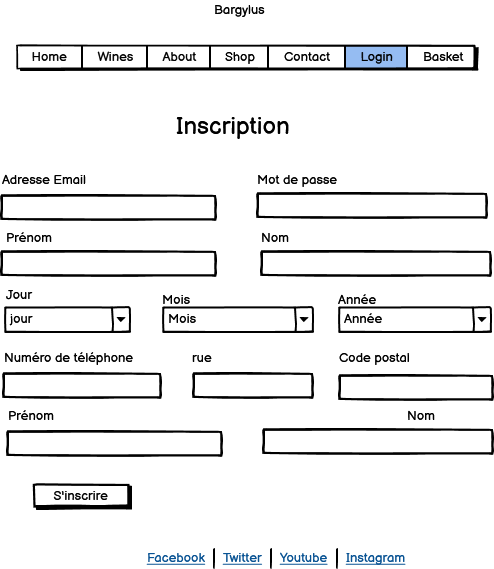 Bargylus
Home Wines About Shop Contact Login Basket
Inscription
Adresse Email Mot de passe
Prénom Nom
Jour Mois Année
jour Mois Année
Numéro de téléphone rue Code postal
Prénom Nom
S'inscrire
Facebook Twitter Youtube Instagram